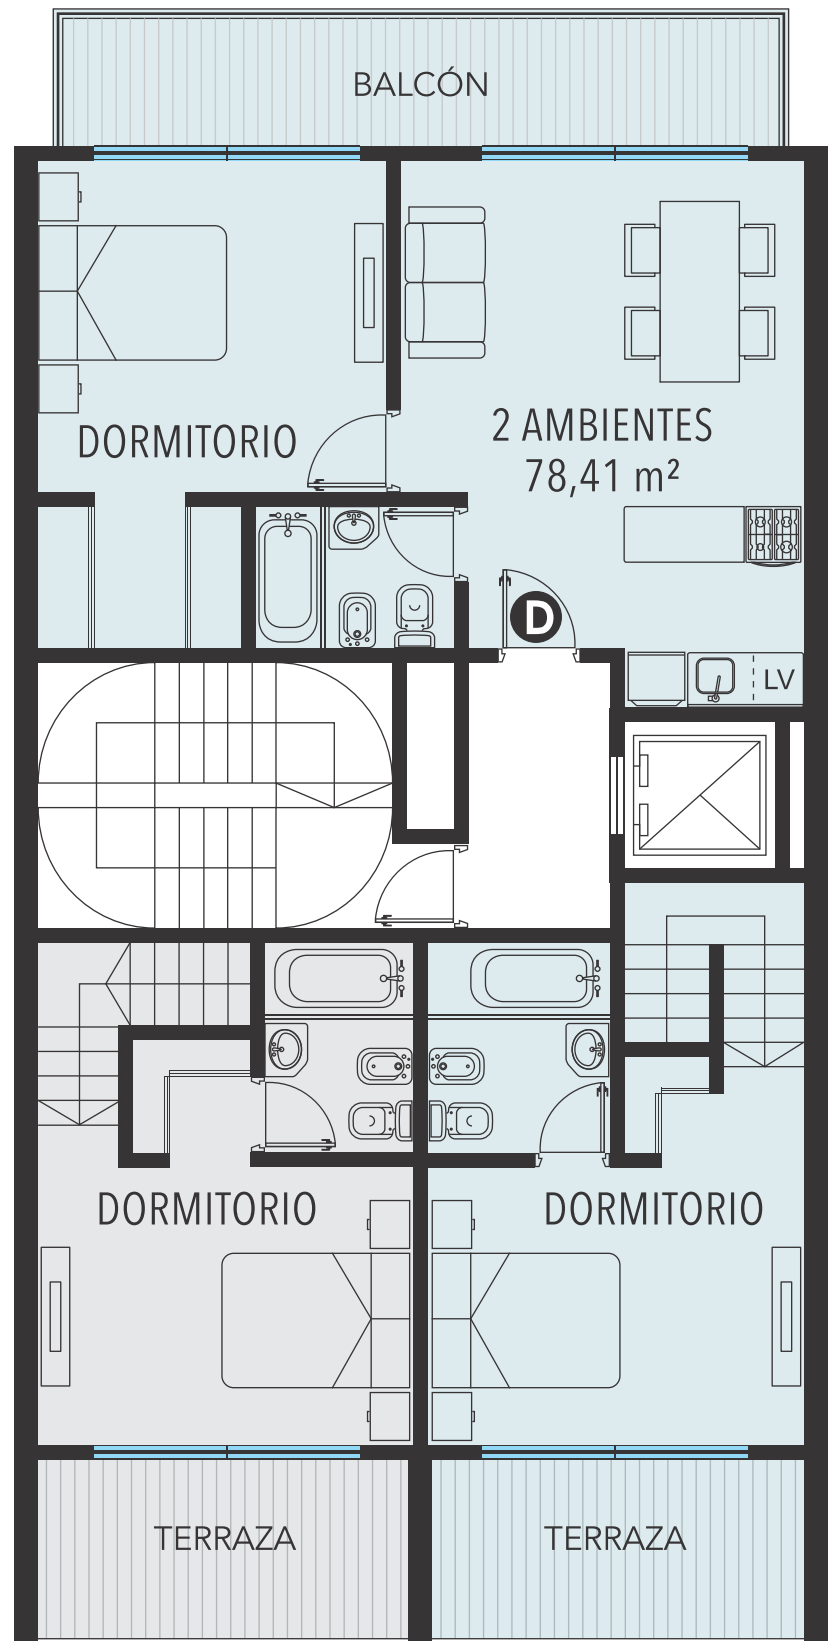 BALCÓN
DORMITORIO
2 AMBIENTES
78,41 m²
D
LV
DORMITORIO
DORMITORIO
TERRAZA
TERRAZA